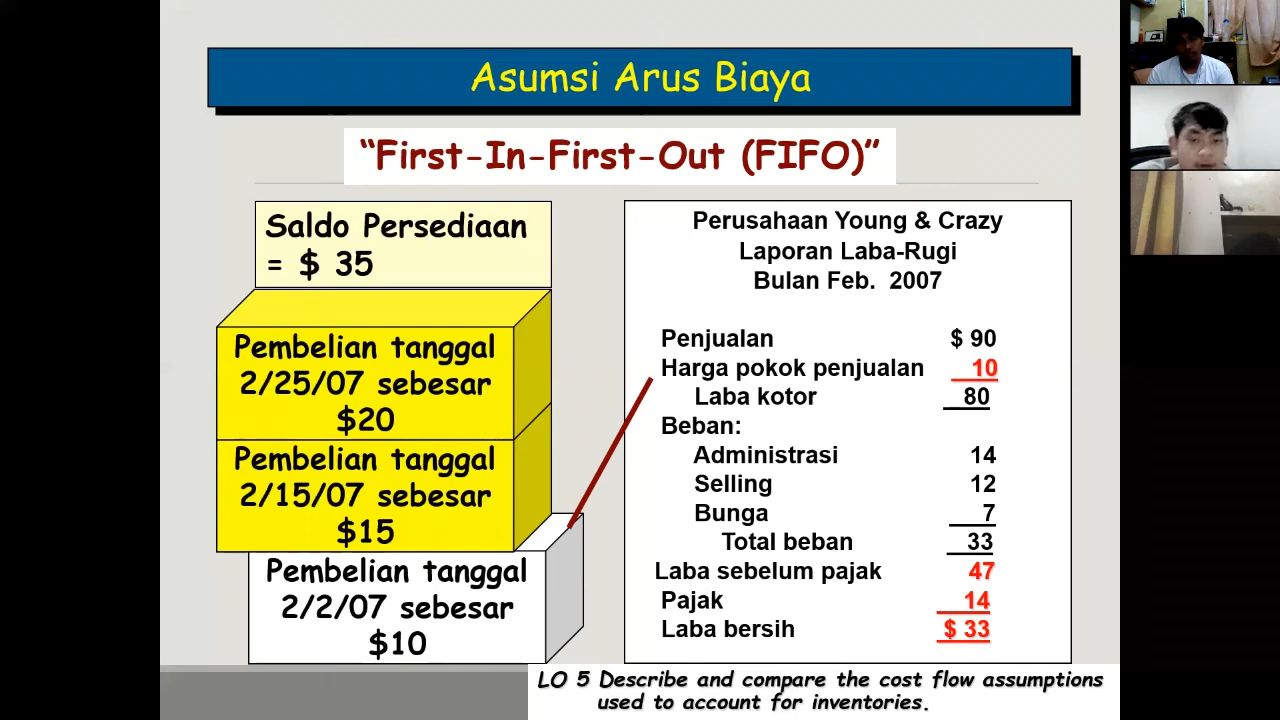 Asumsi Arus Biaya
“First-In-First-Out (FIFO)”
Saldo Persediaan
= $ 35
Pembelian tanggal
2/25/07 sebesar
$20
Pembelian tanggal
2/15/07 sebesar
$15
Pembelian tanggal
2/2/07 sebesar
$10
Perusahaan Young & Crazy
Laporan Laba-Rugi
Bulan Feb. 2007
Penjualan $ 90
Harga pokok penjualan 10
Laba kotor 80
Beban:
Administrasi 14
Selling 12
Bunga 7
Total beban 33
Laba sebelum pajak 47
Pajak 14
Laba bersih $ 33
LO 5 Describe and compare the cost flow assumptions
used to account for inventories.